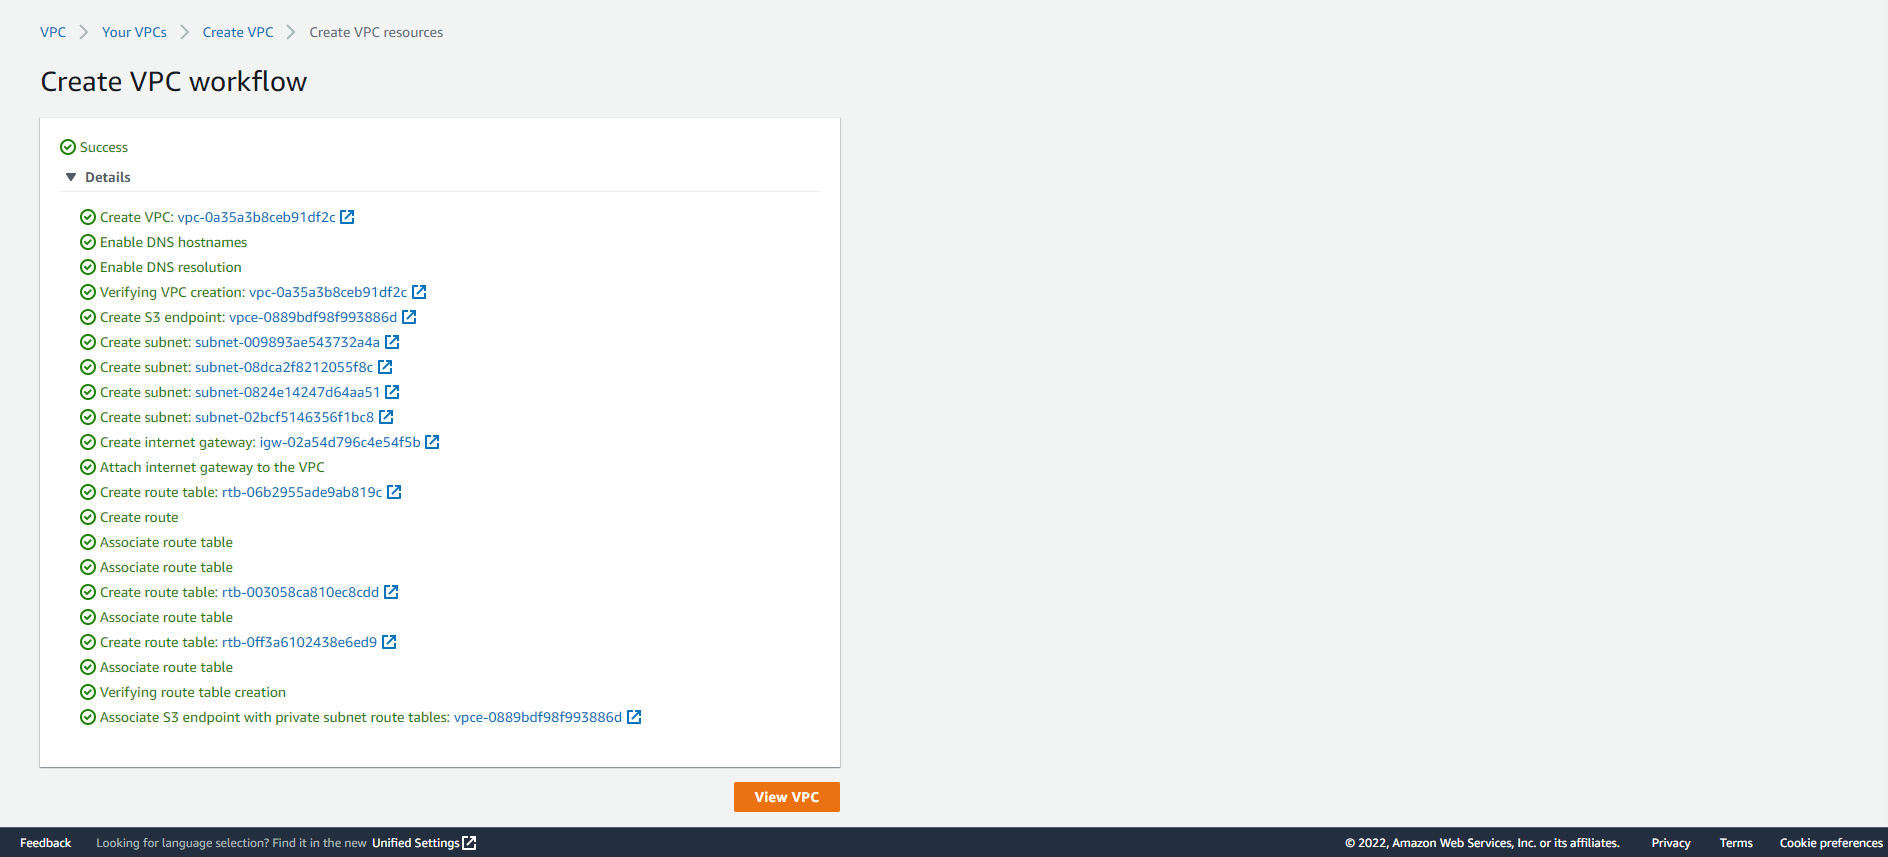 VPC Your VPCs Create VPC Create VPC resources
Create VPC workflow
Success
Details
Create VPC: vpc-0a35a3b8ceb91df2c
Enable DNS hostnames
Enable DNS resolution
Verifying VPC creation: vpc-0a35a3b8ceb91df2c
Create S3 endpoint: vpce-0889bdf98f993886d
Create subnet: subnet-009893ae543732a4a
Create subnet: subnet-08dca2f8212055f8c
Create subnet: subnet-0824e14247d64aa51
Create subnet: subnet-02bcf5146356f1bc8
Create internet gateway: igw-02a54d796c4e54f5b
Attach internet gateway to the VPC
Create route table: rtb-06b2955ade9ab819c
Create route
Associate route table
Associate route table
Create route table: rtb-003058ca810ec8cdd
Associate route table
Create route table: rtb-0ff3a6102438e6ed9
Associate route table
Verifying route table creation
Associate S3 endpoint with private subnet route tables: vpce-0889bdf98f993886d
View VPC
Feedback Looking for language selection? Find it in the new Unified Settings © 2022, Amazon Web Services, Inc. or its affiliates. Privacy Terms Cookie preferences